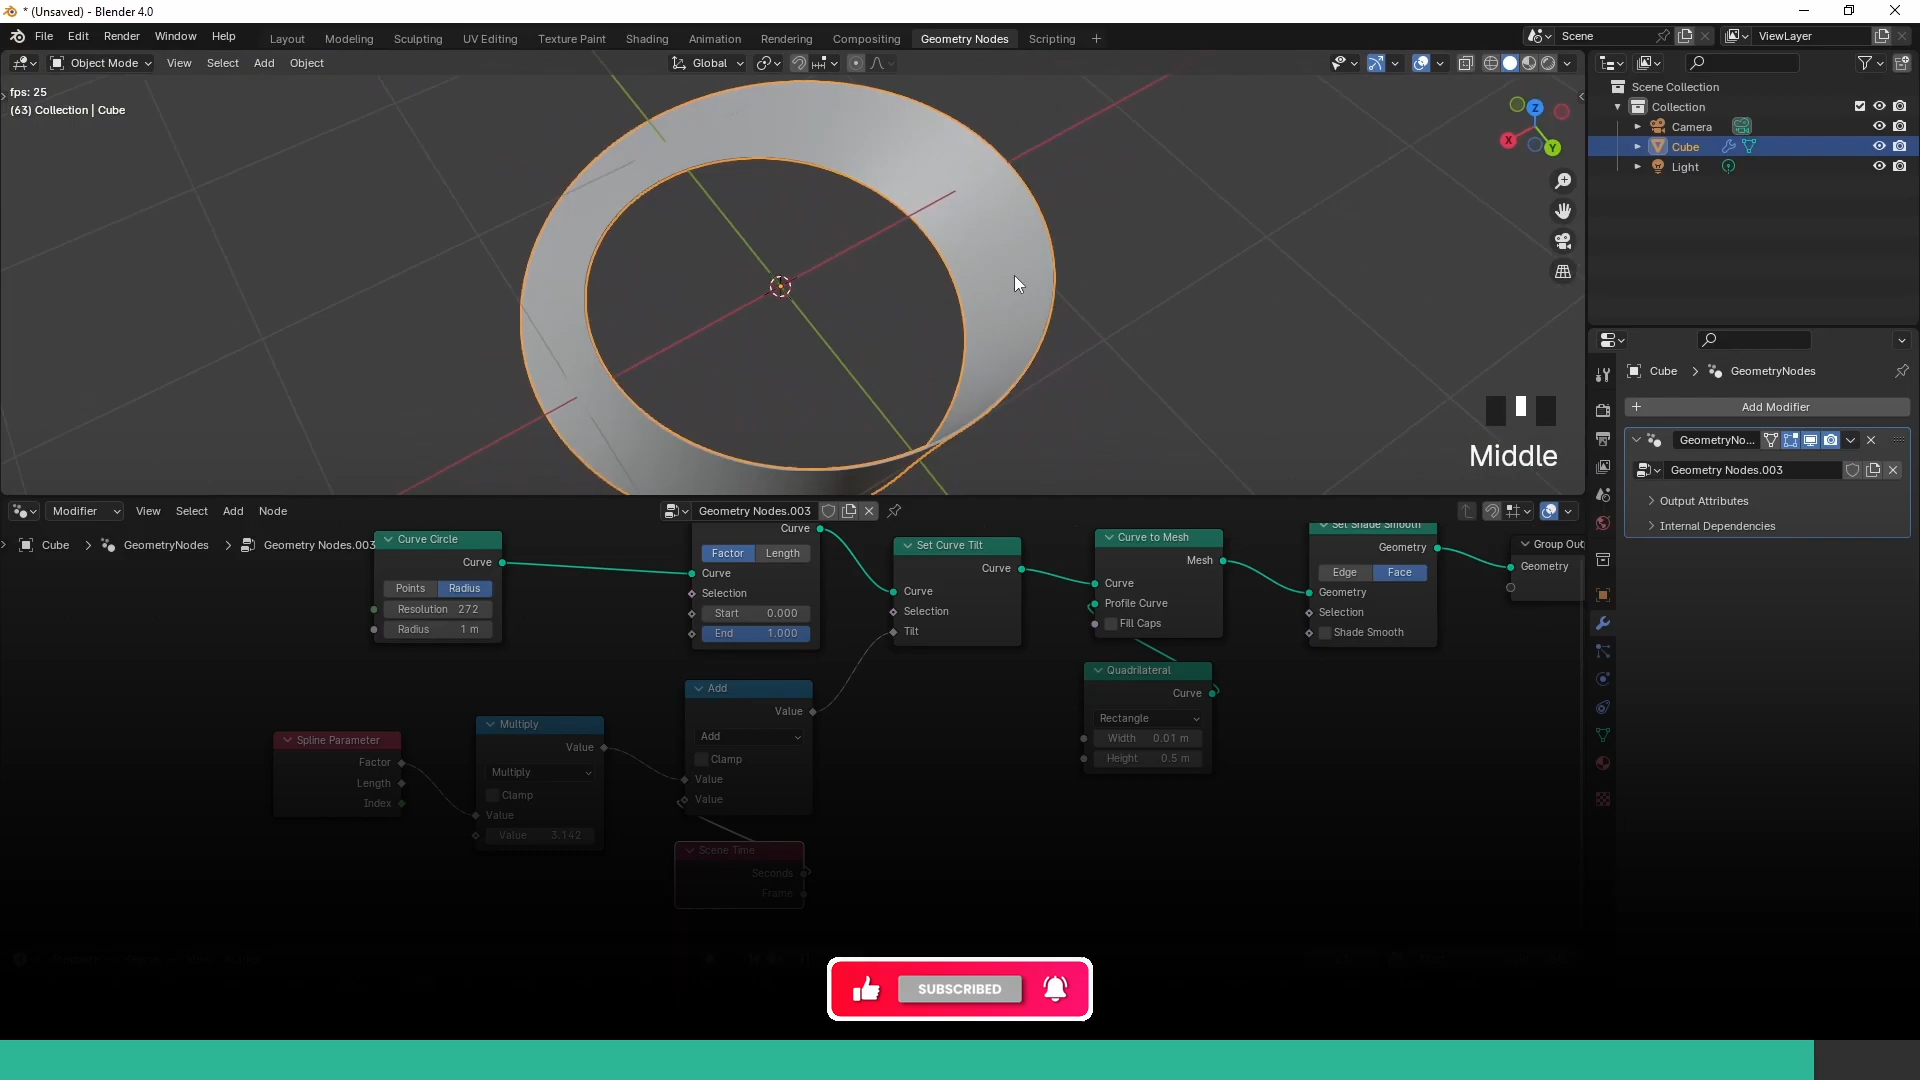 * (Unsaved) - Blender 4.0
File Edit Render Window Help
Layout Modeling Sculpting UV Editing Texture Paint Shading Animation Rendering Compositing Geometry Nodes Scripting +
Scene
ViewLayer
Object Mode View Select Add Object
Global
fps: 25
(63) Collection | Cube
Z
X
Y
Middle
Scene Collection
Collection
Camera
Cube
Light
Cube > GeometryNodes
+ Add Modifier
GeometryNo...
Geometry Nodes.003
Output Attributes
Internal Dependencies
Modifier View Select Add Node
Geometry Nodes.003
Cube > GeometryNodes > Geometry Nodes.003
Curve Circle
Curve
Points Radius
Resolution 272
Radius 1 m
Curve
Factor Length
Curve
Selection
Start 0.000
End 1.000
Set Curve Tilt
Curve
Curve
Selection
Tilt
Curve to Mesh
Mesh
Curve
Profile Curve
Fill Caps
Set Shade Smooth
Geometry
Edge Face
Geometry
Selection
Shade Smooth
Group Out
Geometry
Quadrilateral
Curve
Rectangle
Width 0.01 m
Height 0.5 m
Spline Parameter
Factor
Length
Index
Multiply
Value
Multiply
Clamp
Value
Value 3.142
Add
Value
Add
Clamp
Value
Value
Scene Time
Seconds
Frame
SUBSCRIBED